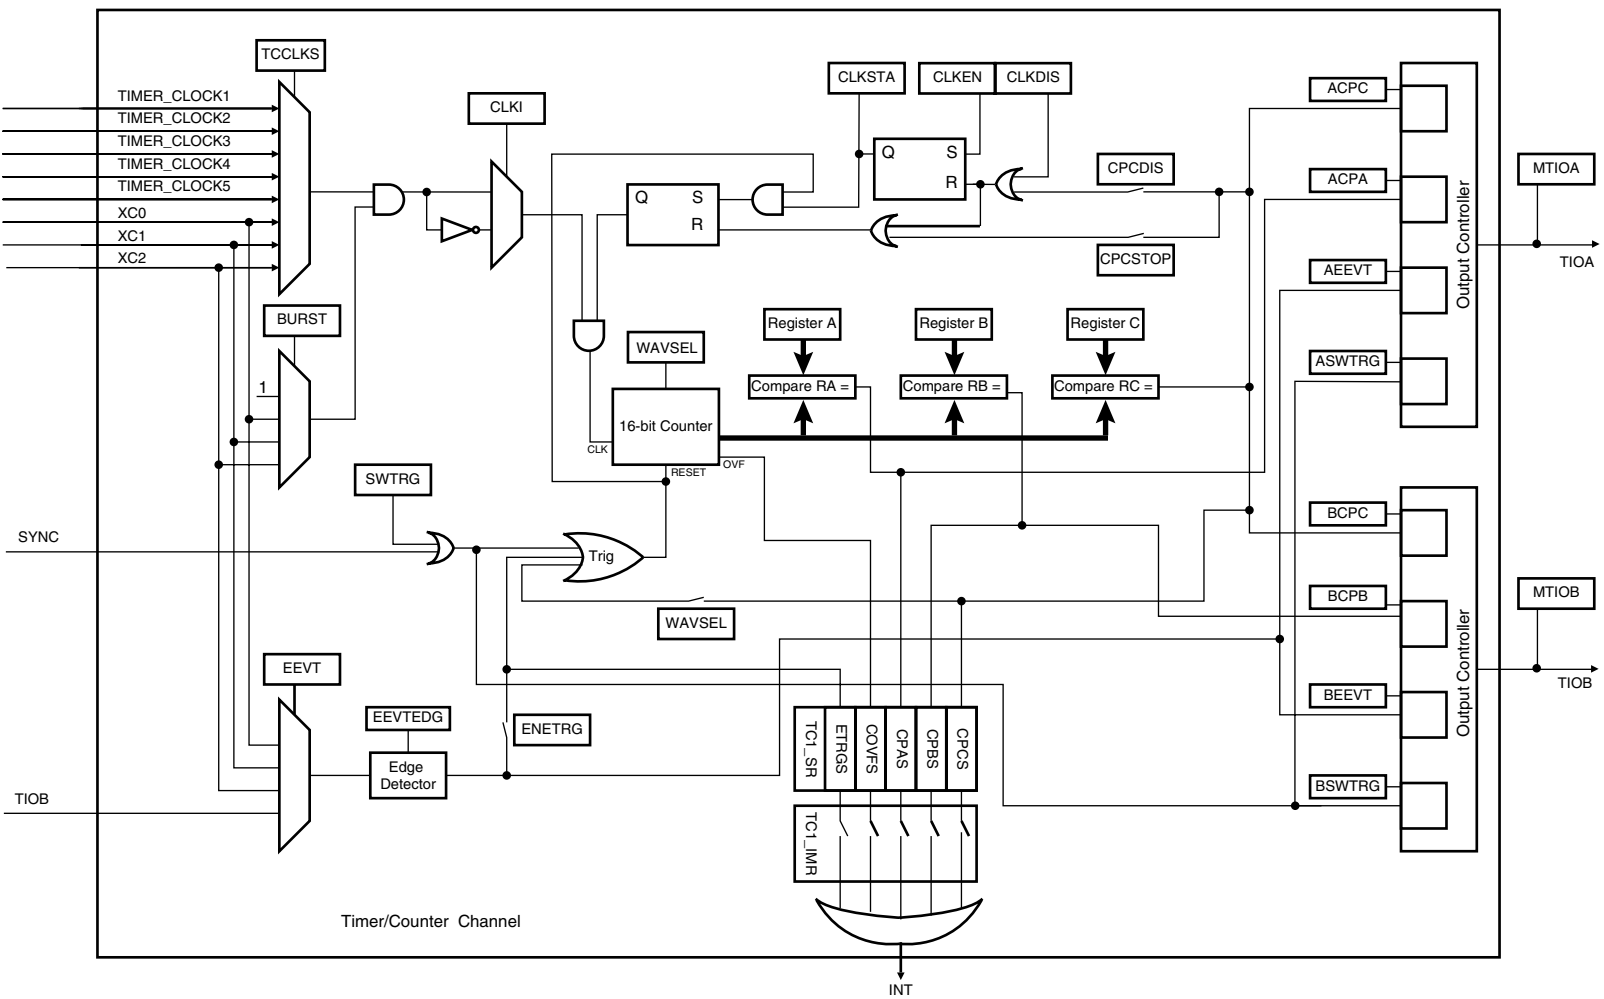 TCCLKS
TIMER_CLOCK1
TIMER_CLOCK2
TIMER_CLOCK3
TIMER_CLOCK4
TIMER_CLOCK5
XC0
XC1
XC2
CLKI
CLKSTA
CLKEN
CLKDIS
Q
S
R
Q
S
R
CPCDIS
CPCSTOP
ACPC
ACPA
AEEVT
ASWTRG
Output Controller
MTIOA
TIOA
BURST
1
Register A
Register B
Register C
WAVSEL
Compare RA =
Compare RB =
Compare RC =
16-bit Counter
CLK
RESET
OVF
SWTRG
SYNC
Trig
WAVSEL
BCPC
BCPB
BEEVT
BSWTRG
Output Controller
MTIOB
TIOB
EEVT
EEVTEDG
Edge
Detector
ENETRG
TIOB
TC1_SR
ETRGS
COVFS
CPAS
CPBS
CPCS
TC1_IMR
Timer/Counter Channel
INT